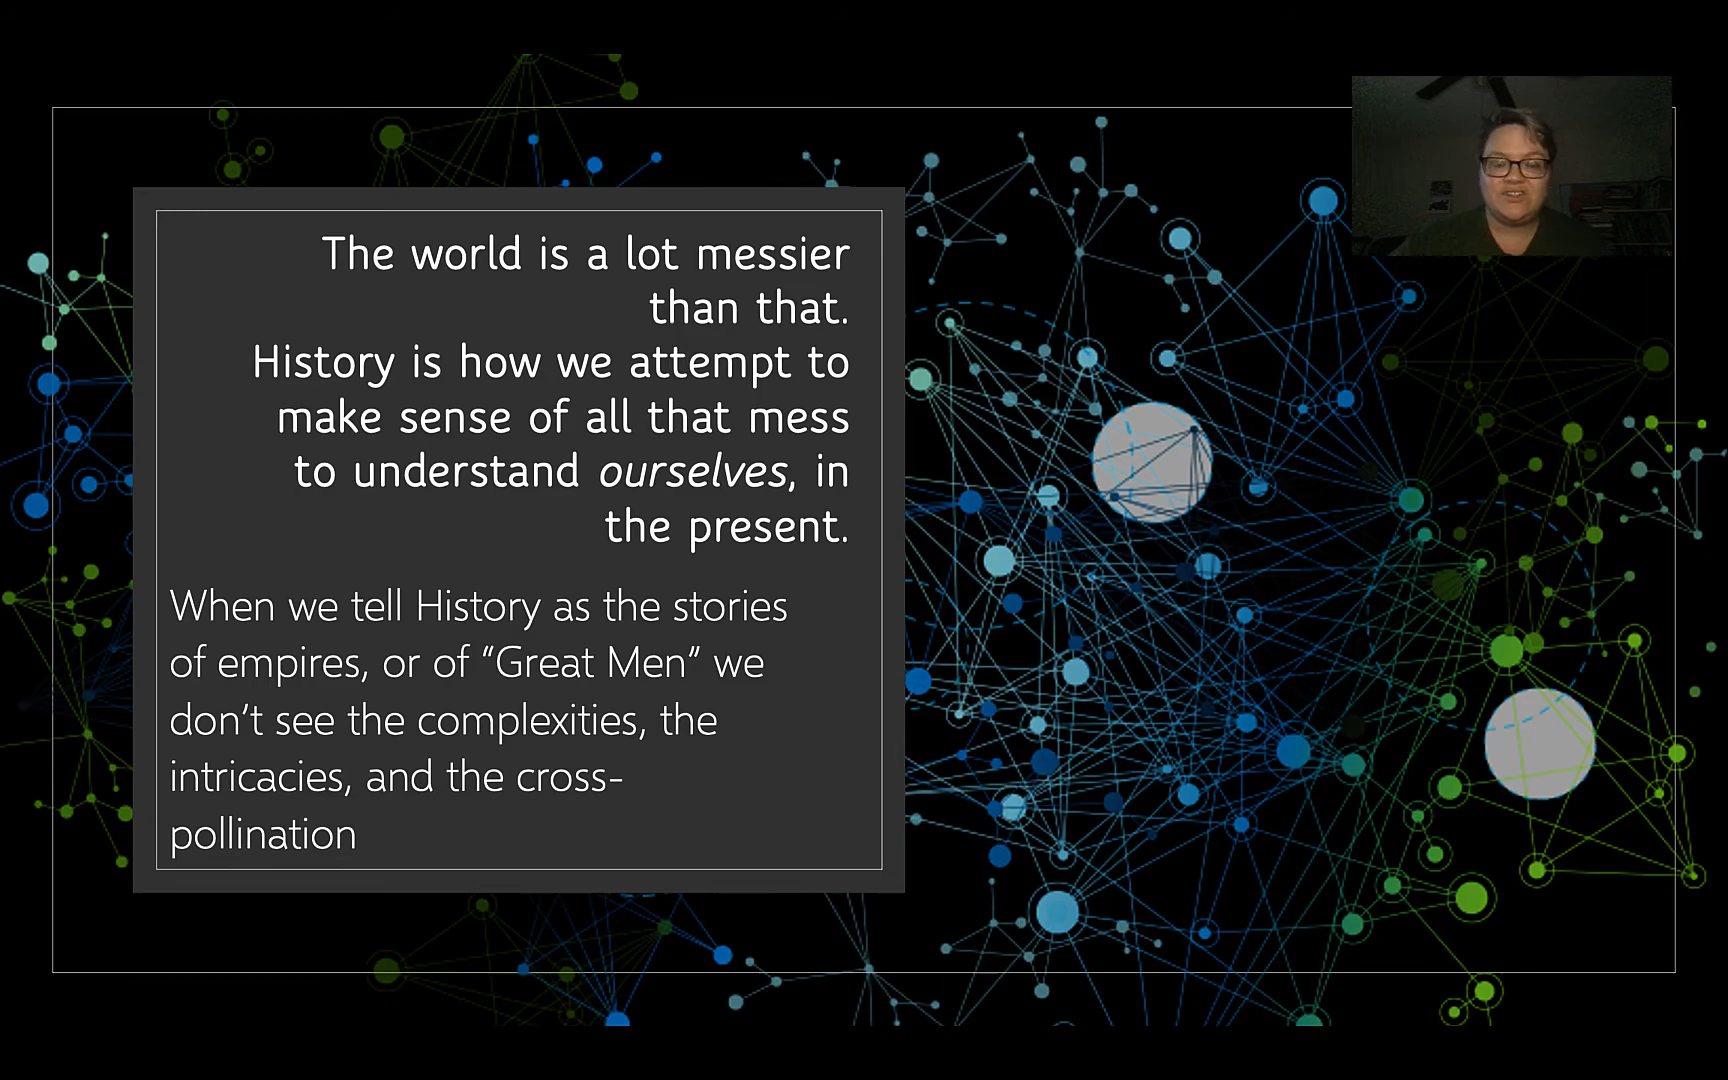 The world is a lot messier
than that.
History is how we attempt to
make sense of all that mess
to understand ourselves, in
the present.
When we tell History as the stories
of empires, or of “Great Men” we
don’t see the complexities, the
intricacies, and the cross-
pollination